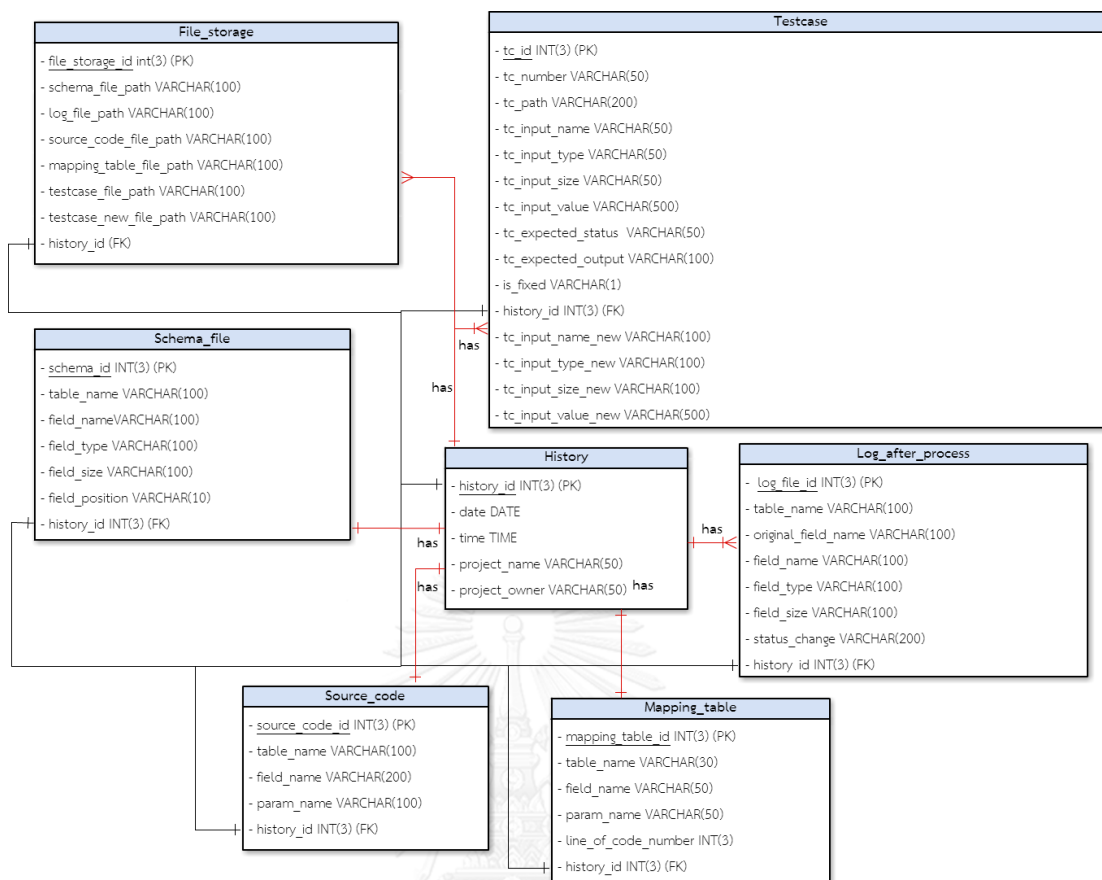 File_storage
- file_storage_id int(3) (PK)
- schema_file_path VARCHAR(100)
- log_file_path VARCHAR(100)
- source_code_file_path VARCHAR(100)
- mapping_table_file_path VARCHAR(100)
- testcase_file_path VARCHAR(100)
- testcase_new_file_path VARCHAR(100)
- history_id (FK)
Testcase
- tc_id INT(3) (PK)
- tc_number VARCHAR(50)
- tc_path VARCHAR(200)
- tc_input_name VARCHAR(50)
- tc_input_type VARCHAR(50)
- tc_input_size VARCHAR(50)
- tc_input_value VARCHAR(500)
- tc_expected_status VARCHAR(50)
- tc_expected_output VARCHAR(100)
- is_fixed VARCHAR(1)
- history_id INT(3) (FK)
- tc_input_name_new VARCHAR(100)
- tc_input_type_new VARCHAR(100)
- tc_input_size_new VARCHAR(100)
- tc_input_value_new VARCHAR(500)
has
has
Schema_file
- schema_id INT(3) (PK)
- table_name VARCHAR(100)
- field_nameVARCHAR(100)
- field_type VARCHAR(100)
- field_size VARCHAR(100)
- field_position VARCHAR(10)
- history_id INT(3) (FK)
has
has
History
- history_id INT(3) (PK)
- date DATE
- time TIME
- project_name VARCHAR(50)
- project_owner VARCHAR(50)
has
has
Log_after_process
- log_file_id INT(3) (PK)
- table_name VARCHAR(100)
- original_field_name VARCHAR(100)
- field_name VARCHAR(100)
- field_type VARCHAR(100)
- field_size VARCHAR(100)
- status_change VARCHAR(200)
- history_id INT(3) (FK)
Source_code
- source_code_id INT(3) (PK)
- table_name VARCHAR(100)
- field_name VARCHAR(200)
- param_name VARCHAR(100)
- history_id INT(3) (FK)
Mapping_table
- mapping_table_id INT(3) (PK)
- table_name VARCHAR(30)
- field_name VARCHAR(50)
- param_name VARCHAR(50)
- line_of_code_number INT(3)
- history_id INT(3) (FK)